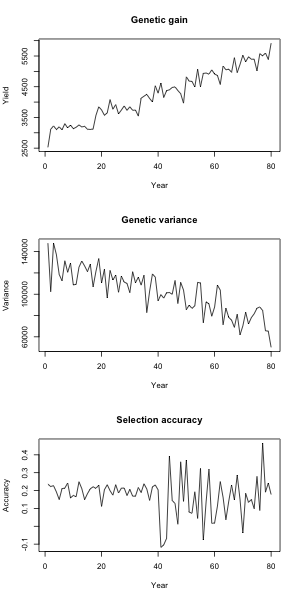 Genetic gain
Yield
5500
4500
3500
2500
0 20 40 60 80
Year
Genetic variance
Variance
140000
100000
60000
0 20 40 60 80
Year
Selection accuracy
Accuracy
0.4
0.3
0.2
0.1
-0.1
0 20 40 60 80
Year